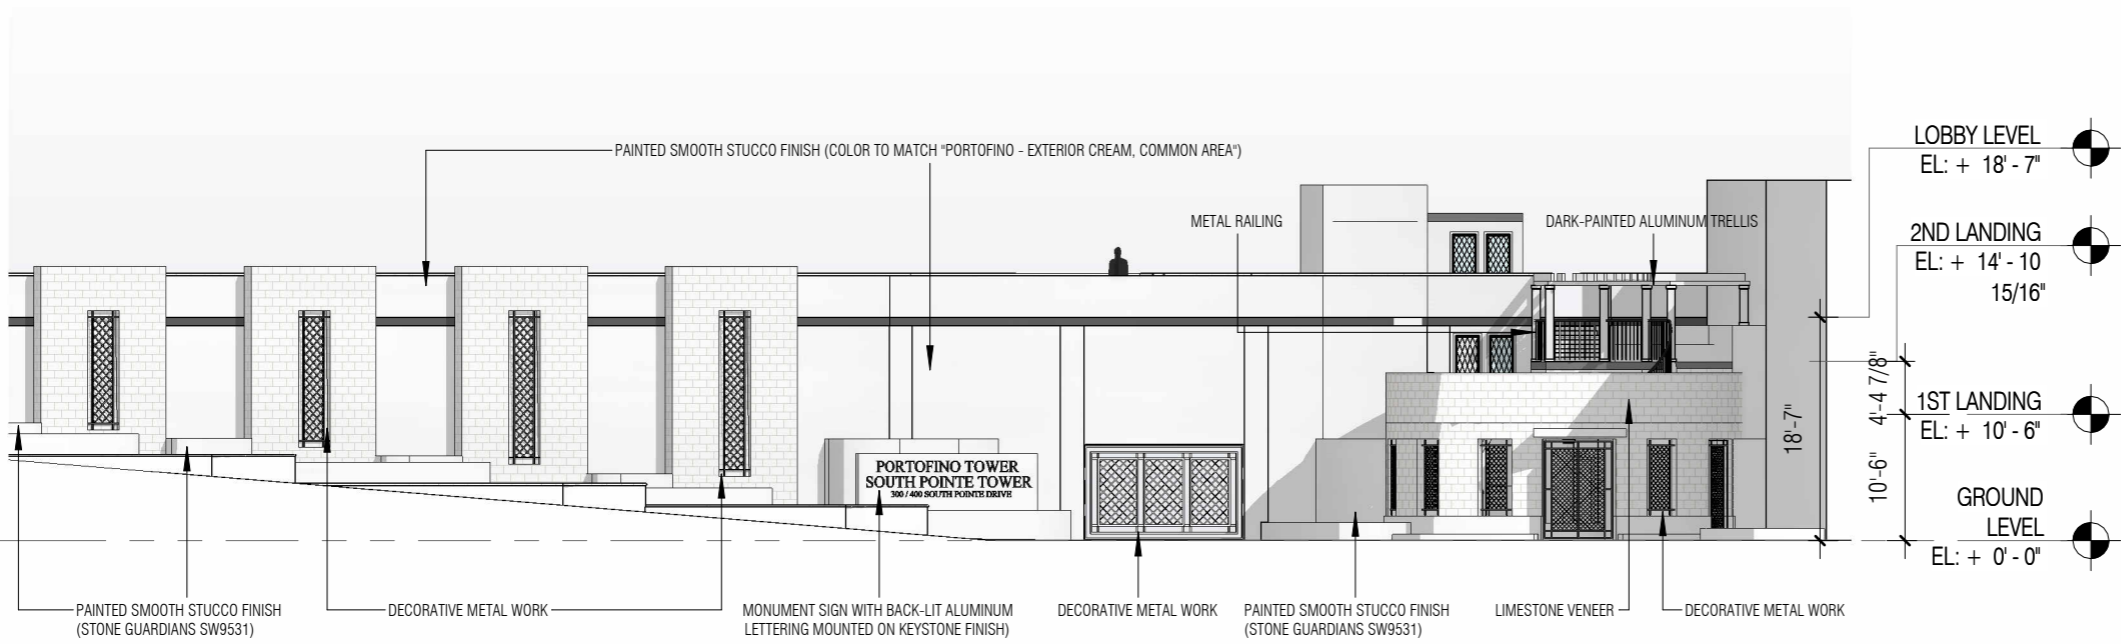 PAINTED SMOOTH STUCCO FINISH (COLOR TO MATCH "PORTOFINO - EXTERIOR CREAM, COMMON AREA")
METAL RAILING
DARK-PAINTED ALUMINUM TRELLIS
LOBBY LEVEL
EL: + 18' - 7"
2ND LANDING
EL: + 14' - 10
15/16"
1ST LANDING
EL: + 10' - 6"
GROUND
LEVEL
EL: + 0' - 0"
4'-4 7/8"
10'-6"
18'-7"
PORTOFINO TOWER
SOUTH POINTE TOWER
300 / 400 SOUTH POINTE DRIVE
PAINTED SMOOTH STUCCO FINISH
(STONE GUARDIANS SW9531)
DECORATIVE METAL WORK
MONUMENT SIGN WITH BACK-LIT ALUMINUM
LETTERING MOUNTED ON KEYSTONE FINISH)
DECORATIVE METAL WORK
PAINTED SMOOTH STUCCO FINISH
(STONE GUARDIANS SW9531)
LIMESTONE VENEER
DECORATIVE METAL WORK